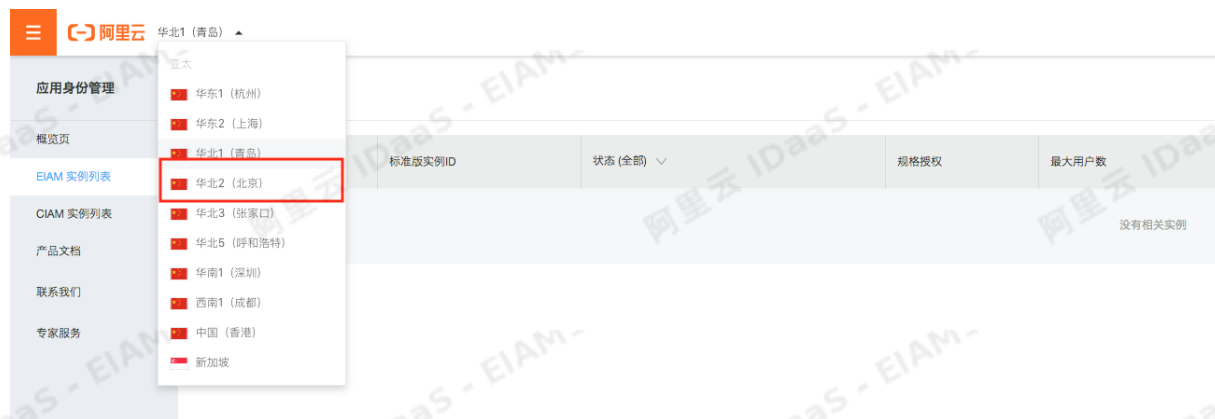 阿里云 华北1（青岛）
亚太
应用身份管理
华东1（杭州）
华东2（上海）
概览页
华北1（青岛）
标准版实例ID 状态 (全部) 规格授权 最大用户数
EIAM 实例列表
华北2（北京）
CIAM 实例列表
华北3（张家口）
没有相关实例
产品文档
华北5（呼和浩特）
华南1（深圳）
联系我们
西南1（成都）
专家服务
中国（香港）
新加坡
阿里云 IDaaS - EIAM-